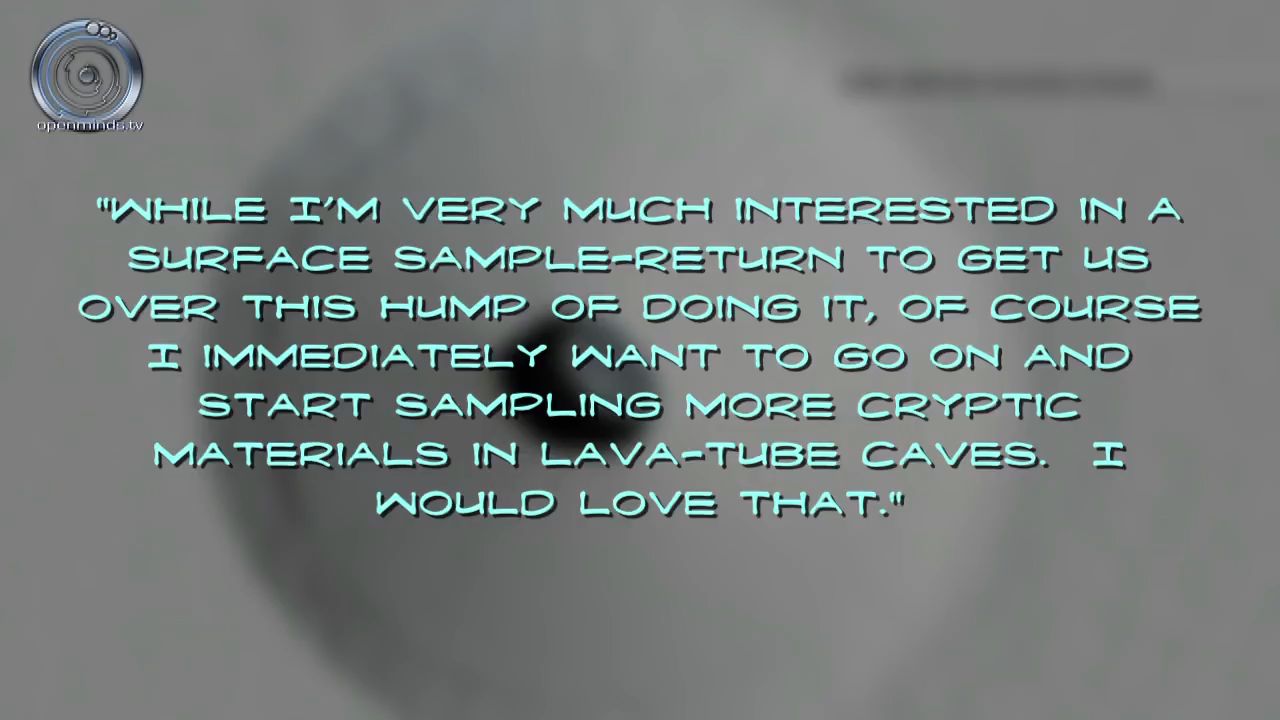 openminds.tv
"WHILE I'M VERY MUCH INTERESTED IN A
SURFACE SAMPLE-RETURN TO GET US
OVER THIS HUMP OF DOING IT, OF COURSE
I IMMEDIATELY WANT TO GO ON AND
START SAMPLING MORE CRYPTIC
MATERIALS IN LAVA-TUBE CAVES.  I
WOULD LOVE THAT."